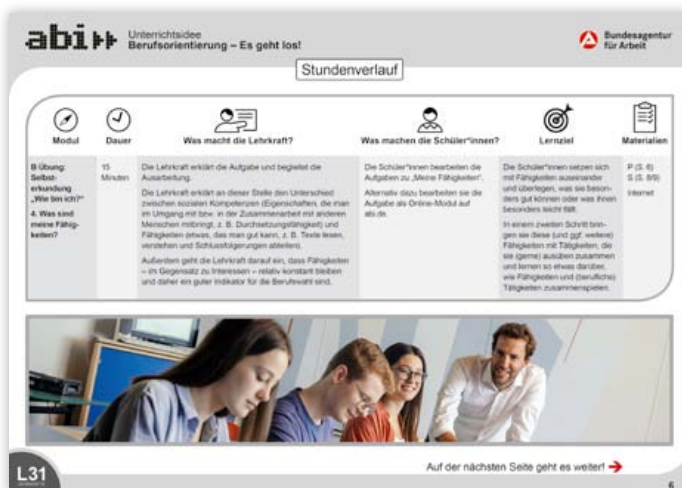 abi
Unterrichtsidee
Berufsorientierung – Es geht los!
Bundesagentur
für Arbeit
Stundenverlauf
Modul
Dauer
Was macht die Lehrkraft?
Was machen die Schüler*innen?
Lernziel
Materialien
B Übung:
Selbst-
erkundung
„Wie bin ich?“
4. Was sind
meine Fähig-
keiten?
15
Minuten
Die Lehrkraft erklärt die Aufgabe und begleitet die
Ausarbeitung.
Die Lehrkraft erklärt an dieser Stelle den Unterschied
zwischen sozialen Kompetenzen (Eigenschaften, die man
im Umgang mit bzw. in der Zusammenarbeit mit anderen
Menschen mitbringt, z. B. Durchsetzungsfähigkeit) und
Fähigkeiten (etwas, das man gut kann, z. B. Texte lesen,
verstehen und Schlussfolgerungen ableiten).
Außerdem geht die Lehrkraft darauf ein, dass Fähigkeiten
– im Gegensatz zu Interessen – relativ konstant bleiben
und daher ein guter Indikator für die Berufswahl sind.
Die Schüler*innen bearbeiten die
Aufgaben zu „Meine Fähigkeiten“.
Alternativ dazu bearbeiten sie die
Aufgabe als Online-Modul auf
abi.de.
Die Schüler*innen setzen sich
mit Fähigkeiten auseinander
und überlegen, was sie beson-
ders gut können oder was ihnen
besonders leicht fällt.
In einem zweiten Schritt brin-
gen sie diese (und ggf. weitere)
Fähigkeiten mit Tätigkeiten, die
sie (gerne) ausüben zusammen
und lernen so etwas darüber,
wie Fähigkeiten und (berufliche)
Tätigkeiten zusammenspielen.
P (S. 6)
S (S. 8/9)
Internet
Auf der nächsten Seite geht es weiter!
L31
6